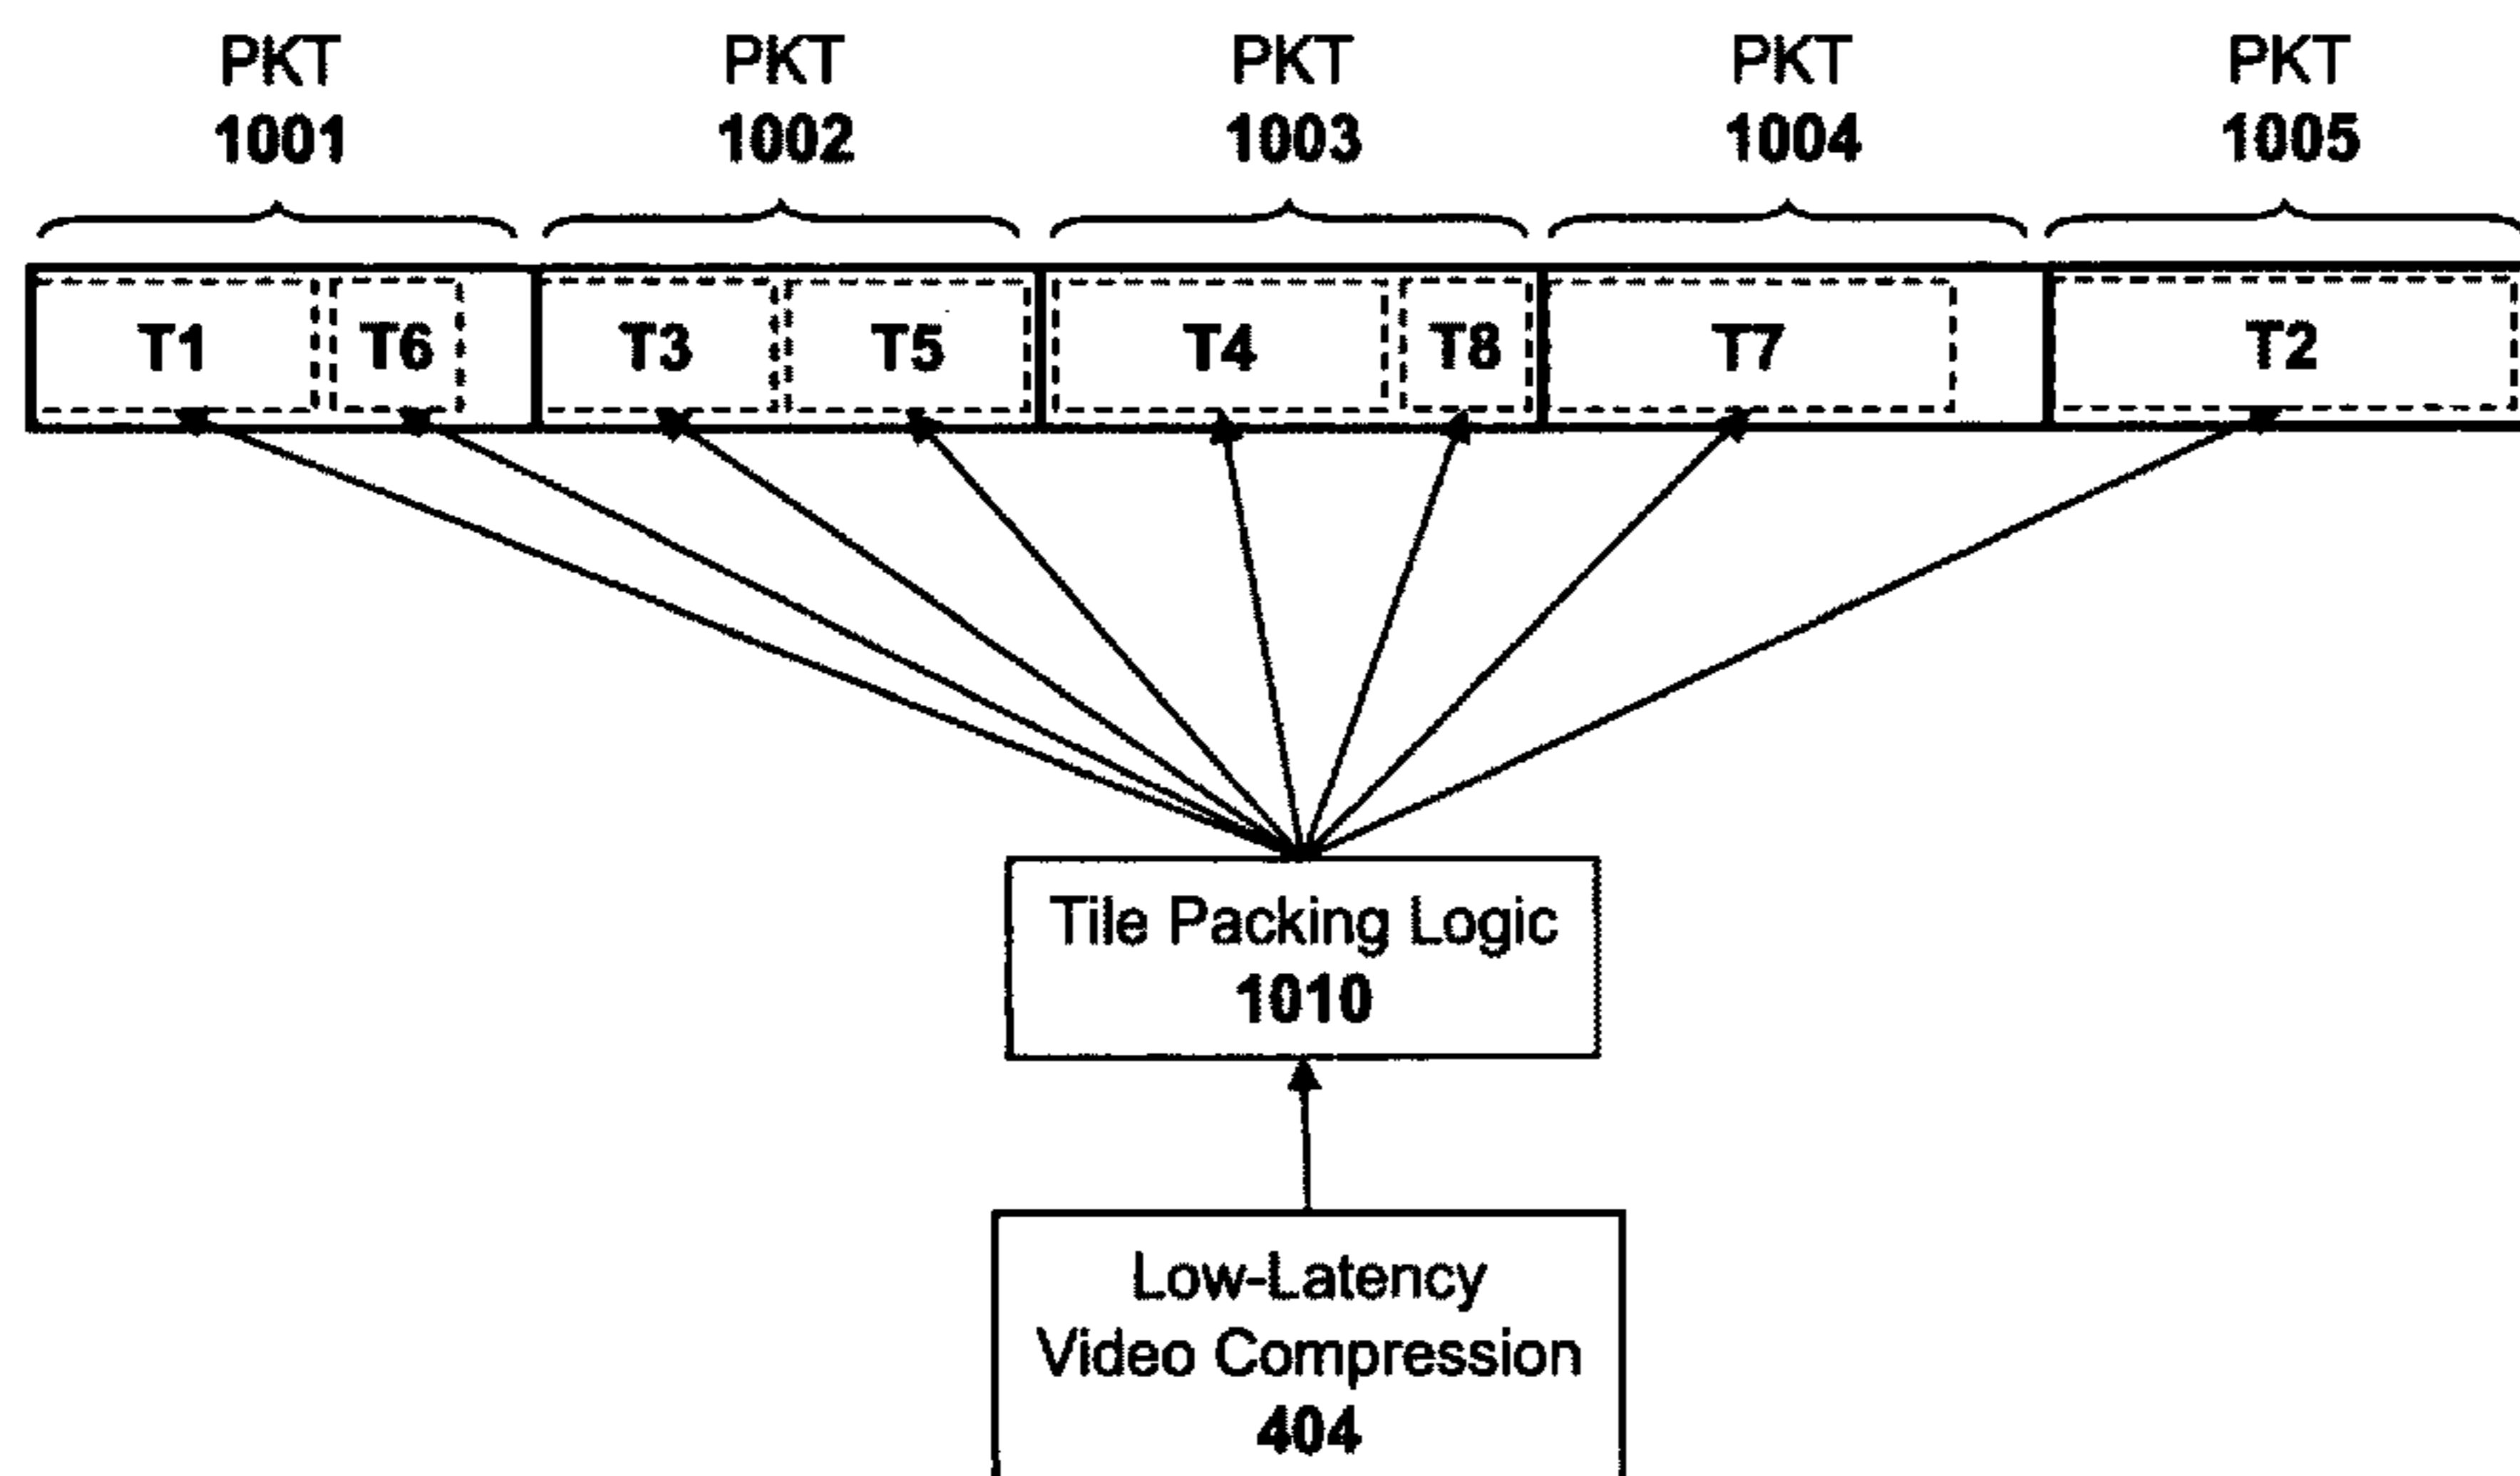 PKT PKT PKT PKT PKT
1001 1002 1003 1004 1005
T1 T6 T3 T5 T4 T8 T7 T2
Tile Packing Logic
1010
Low-Latency
Video Compression
404